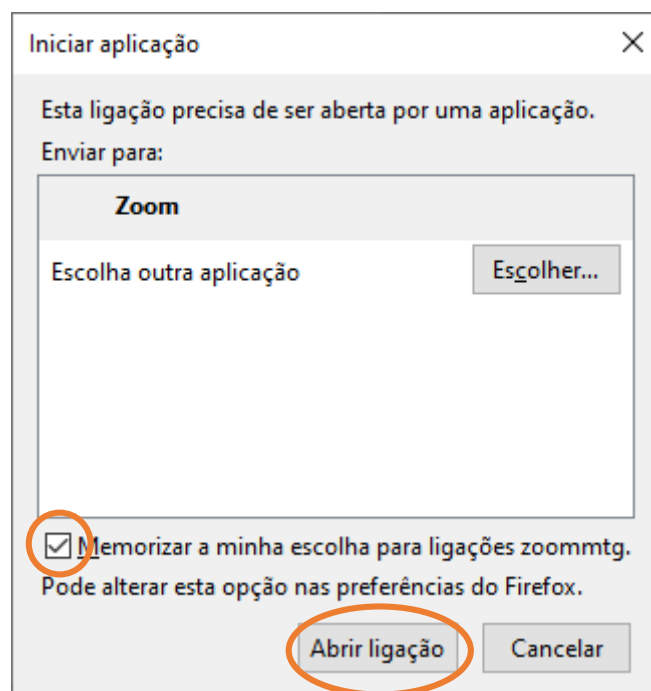 Iniciar aplicação
Esta ligação precisa de ser aberta por uma aplicação.
Enviar para:
Zoom
Escolha outra aplicação
Escolher...
Memorizar a minha escolha para ligações zoommtg.
Pode alterar esta opção nas preferências do Firefox.
Abrir ligação
Cancelar